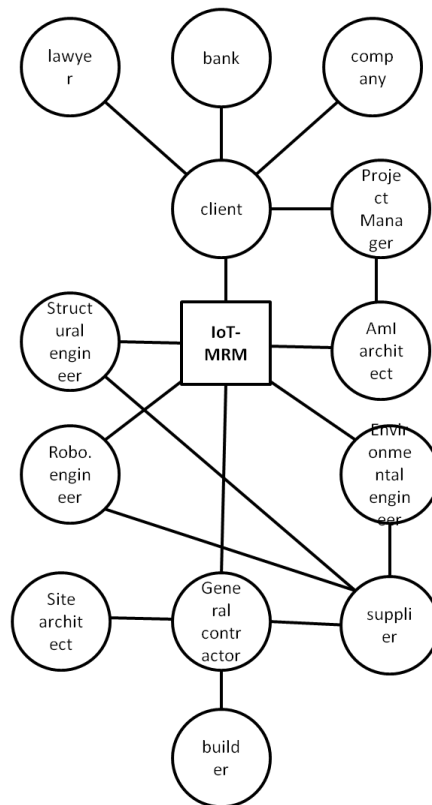 lawye
r
bank
comp
any
client
Proje
ct
Mana
ger
Struct
ural
engin
eer
IoT-
MRM
AmI
archit
ect
Robo.
engin
eer
Envir
onme
ntal
engin
eer
Site
archit
ect
Gene
ral
contr
actor
suppli
er
build
er